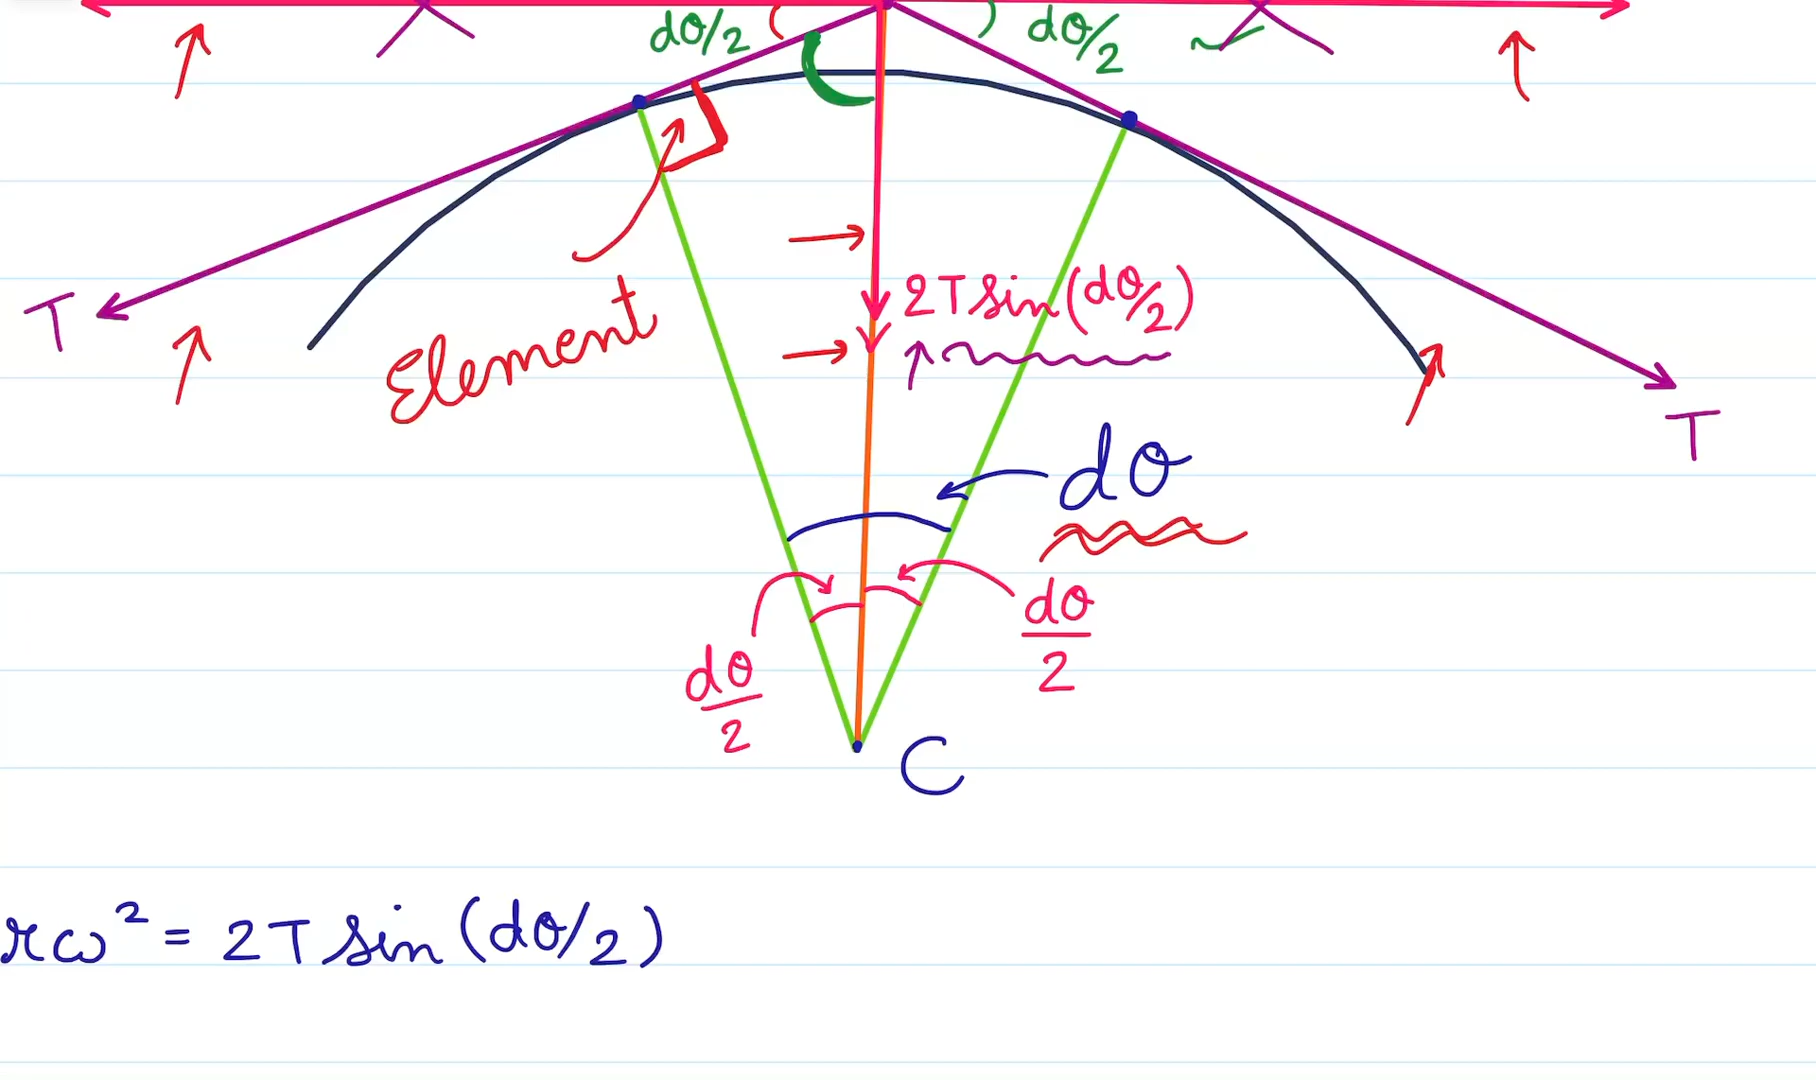 dθ/2
dθ/2
T
Element
2T sin(dθ/2)
dθ
T
dθ/2
dθ/2
C
rω² = 2T sin(dθ/2)